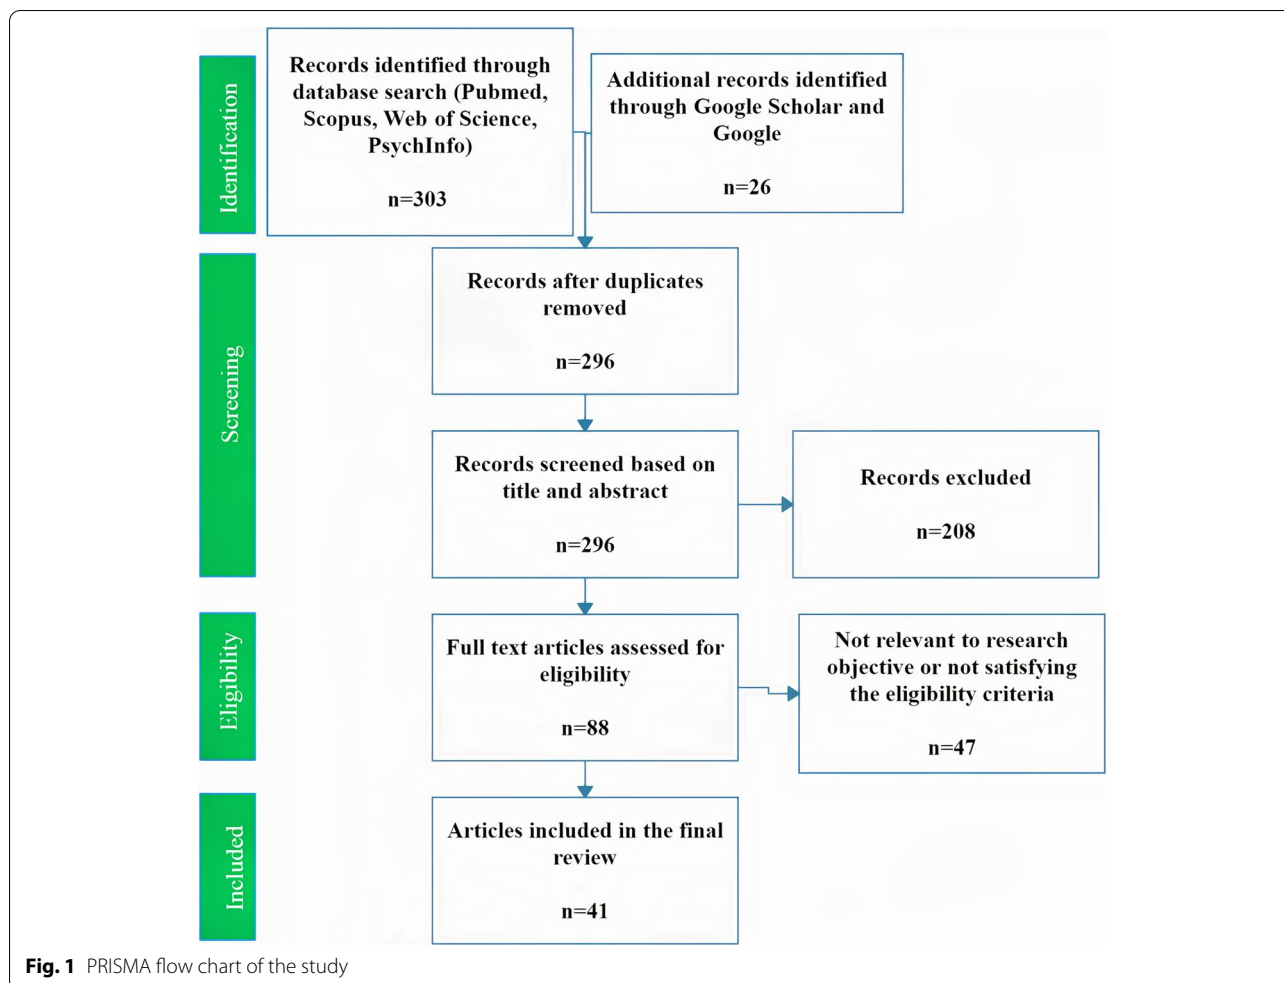 Identification
Records identified through
database search (Pubmed,
Scopus, Web of Science,
PsychInfo)
n=303
Additional records identified
through Google Scholar and
Google
n=26
Screening
Records after duplicates
removed
n=296
Records screened based on
title and abstract
n=296
Records excluded
n=208
Eligibility
Full text articles assessed for
eligibility
n=88
Not relevant to research
objective or not satisfying
the eligibility criteria
n=47
Included
Articles included in the final
review
n=41
Fig. 1 PRISMA flow chart of the study